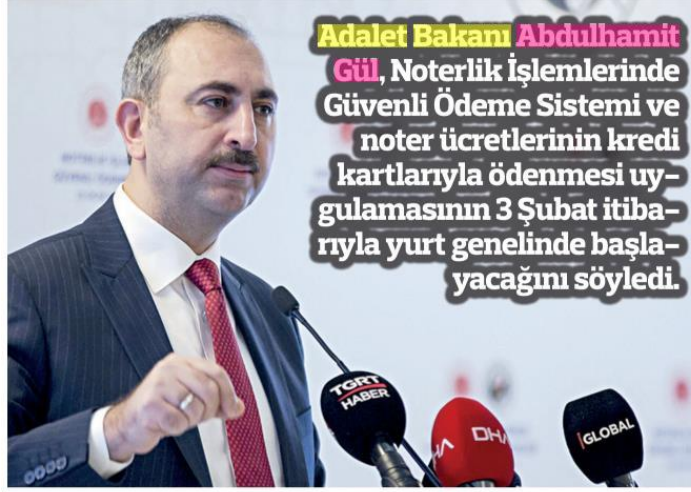 Adalet Bakanı Abdulhamit
Gül, Noterlik İşlemlerinde
Güvenli Ödeme Sistemi ve
noter ücretlerinin kredi
kartlarıyla ödenmesi uy-
gulamasının 3 Şubat itiba-
rıyla yurt genelinde başla-
yacağını söyledi.
TGRT
HABER
DHA
DHA
GLOBAL